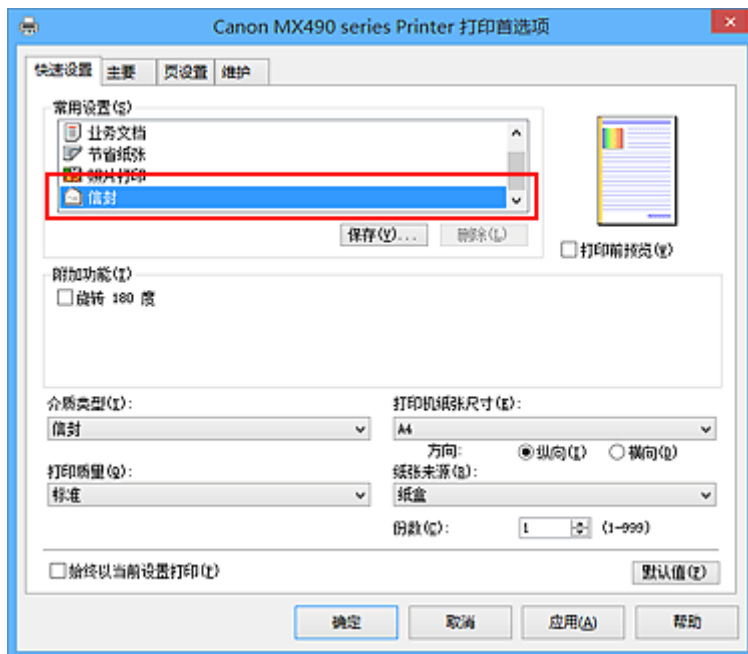 Canon MX490 series Printer 打印首选项
快速设置 主要 页设置 维护
常用设置(S)
业务文档
节省纸张
照片打印
信封
保存(V)... 删除(L)
打印前预览(W)
附加功能(I)
旋转 180 度
介质类型(I): 打印机纸张尺寸(E):
信封 A4
方向: 纵向(I) 横向(D)
打印质量(Q): 纸张来源(B):
标准 纸盒
份数(C): 1 (1-999)
始终以当前设置打印(t)
默认值(F)
确定 取消 应用(A) 帮助